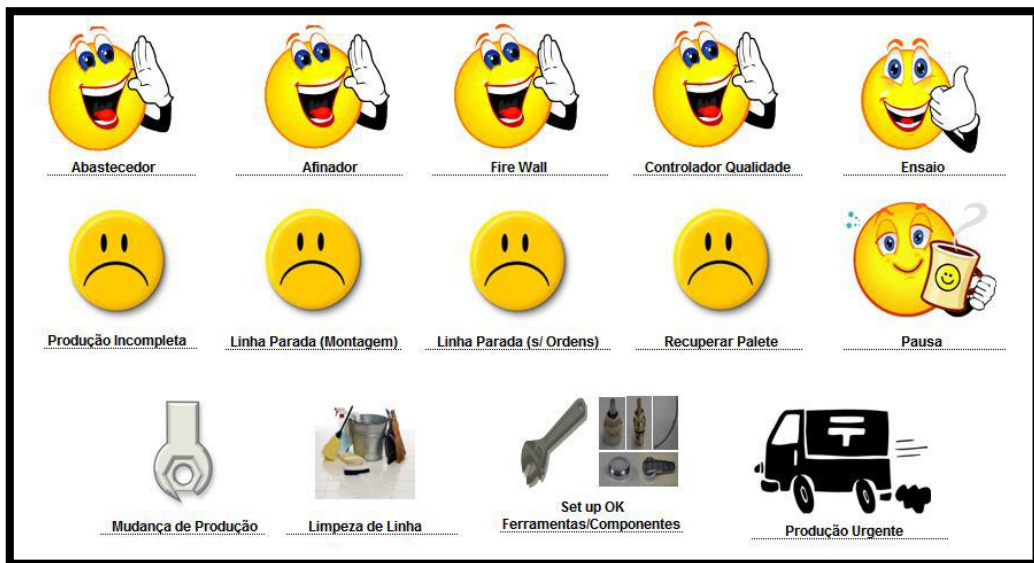 Abastecedor
Afinador
Fire Wall
Controlador Qualidade
Ensaio
Produção Incompleta
Linha Parada (Montagem)
Linha Parada (s/ Ordens)
Recuperar Palete
Pausa
Mudança de Produção
Limpeza de Linha
Set up OK
Ferramentas/Componentes
Produção Urgente